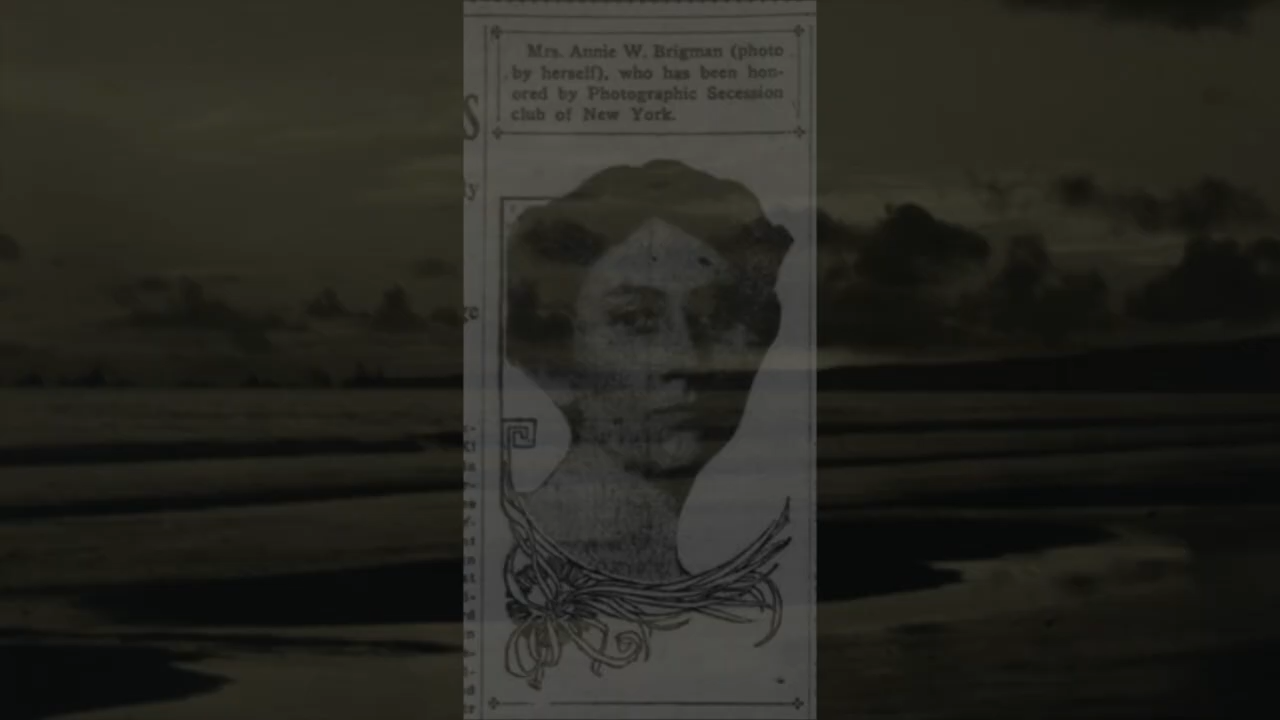 Mrs. Annie W. Brigman (photo
by herself), who has been hon-
ored by Photographic Secession
club of New York.